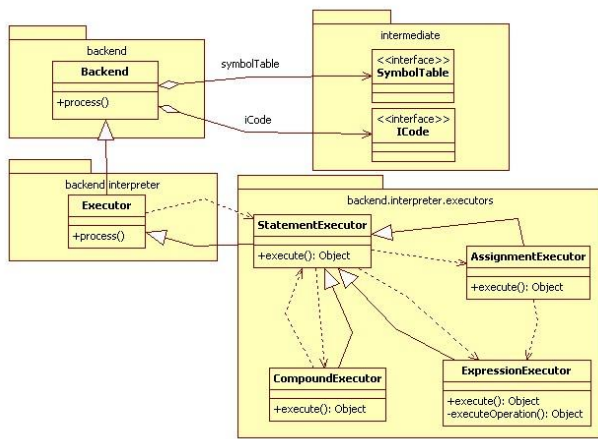 backend
Backend
+process()
symbolTable
iCode
intermediate
<<interface>>
SymbolTable
<<interface>>
ICode
backend.interpreter
Executor
+process()
backend.interpreter.executors
StatementExecutor
+execute(): Object
AssignmentExecutor
+execute(): Object
CompoundExecutor
+execute(): Object
ExpressionExecutor
+execute(): Object
-executeOperation(): Object